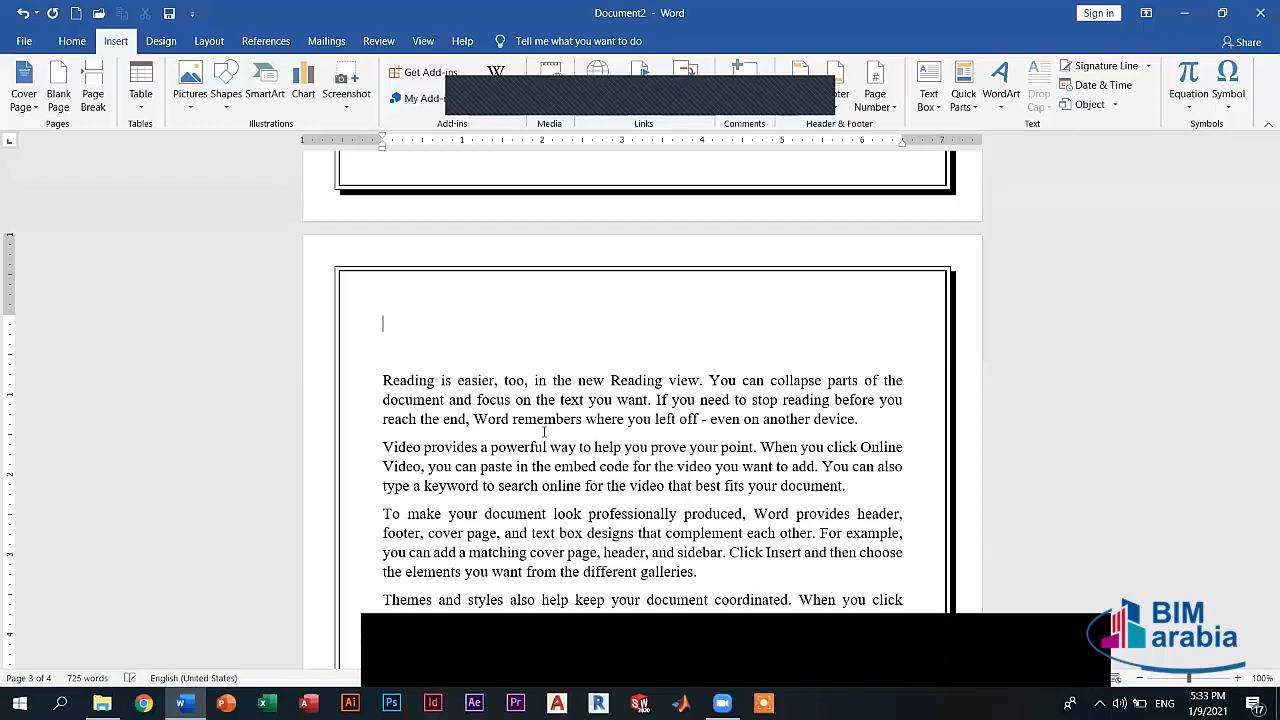 Document2 - Word
Sign in
File Home Insert Design Layout References Mailings Review View Help Tell me what you want to do
Share
Cover Page
Blank Page
Page Break
Table
Pictures
Shapes
SmartArt
Chart
Screenshot
Get Add-ins
My Add-
Page Number
Text Box
Quick Parts
WordArt
Drop Cap
Signature Line
Date & Time
Object
Equation
Symbol
Pages Tables Illustrations Add-ins Media Links Comments Header & Footer Text Symbols
1 1 2 3 4 5 6 7
Reading is easier, too, in the new Reading view. You can collapse parts of the
document and focus on the text you want. If you need to stop reading before you
reach the end, Word remembers where you left off - even on another device.
Video provides a powerful way to help you prove your point. When you click Online
Video, you can paste in the embed code for the video you want to add. You can also
type a keyword to search online for the video that best fits your document.
To make your document look professionally produced, Word provides header,
footer, cover page, and text box designs that complement each other. For example,
you can add a matching cover page, header, and sidebar. Click Insert and then choose
the elements you want from the different galleries.
Themes and styles also help keep your document coordinated. When you click
BIM
arabia
Page 3 of 4 725 words English (United States)
100%
ENG
5:33 PM
1/9/2021